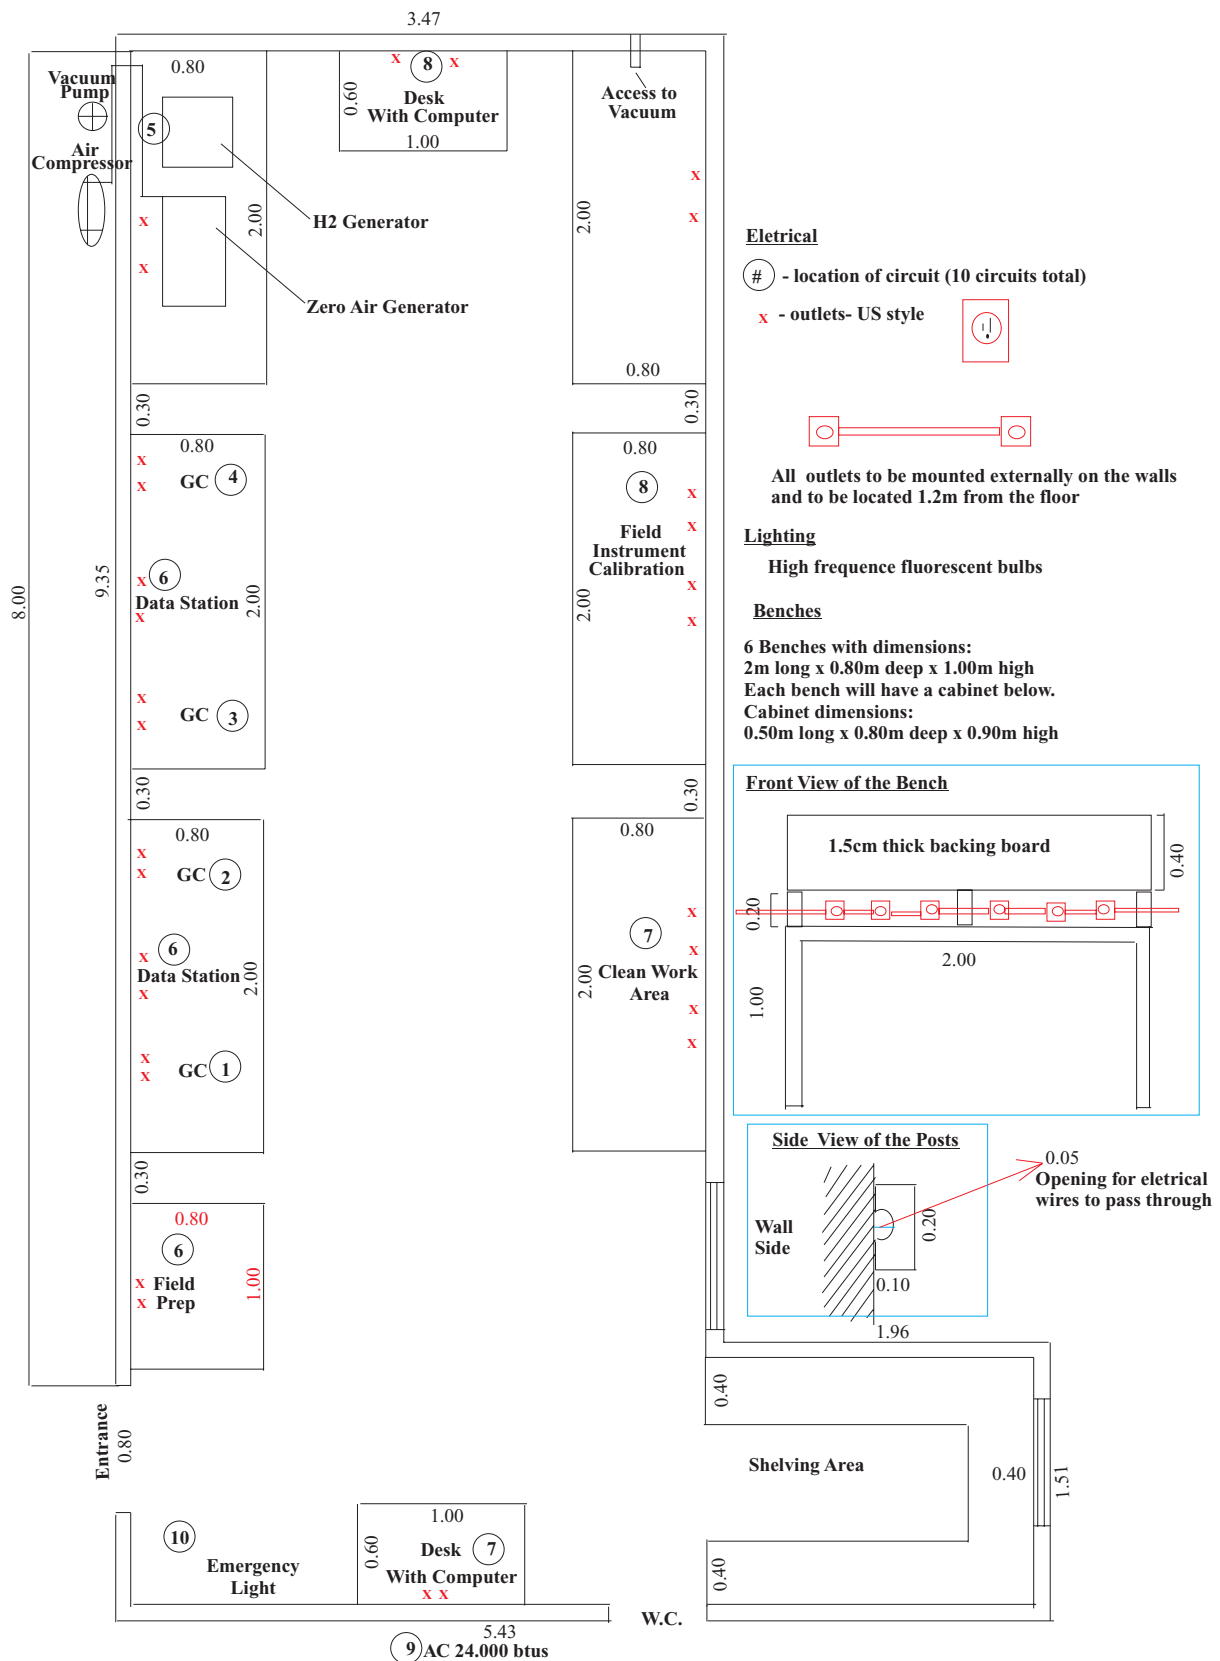 3.47
0.80
Vacuum
Pump
5
Air
Compressor
H2 Generator
2.00
Zero Air Generator
8
Desk
With Computer
0.60
1.00
Access to
Vacuum
2.00
0.80
0.30
0.30
0.80
GC 4
6
Data Station
2.00
GC 3
0.30
8.00
9.35
0.80
8
Field
Instrument
Calibration
2.00
0.30
0.80
GC 2
6
Data Station
2.00
GC 1
0.30
0.80
7
Clean Work
Area
2.00
0.80
6
Field
Prep
1.00
Entrance
0.80
10
Emergency
Light
1.00
0.60
Desk 7
With Computer
x x
5.43
9 AC 24.000 btus
W.C.
1.96
0.40
Shelving Area
0.40
1.51
0.40
Eletrical
# - location of circuit (10 circuits total)
x - outlets- US style
All outlets to be mounted externally on the walls
and to be located 1.2m from the floor
Lighting
High frequence fluorescent bulbs
Benches
6 Benches with dimensions:
2m long x 0.80m deep x 1.00m high
Each bench will have a cabinet below.
Cabinet dimensions:
0.50m long x 0.80m deep x 0.90m high
Front View of the Bench
1.5cm thick backing board
0.40
0.20
2.00
1.00
Side View of the Posts
Wall
Side
0.20
0.10
0.05
Opening for eletrical
wires to pass through